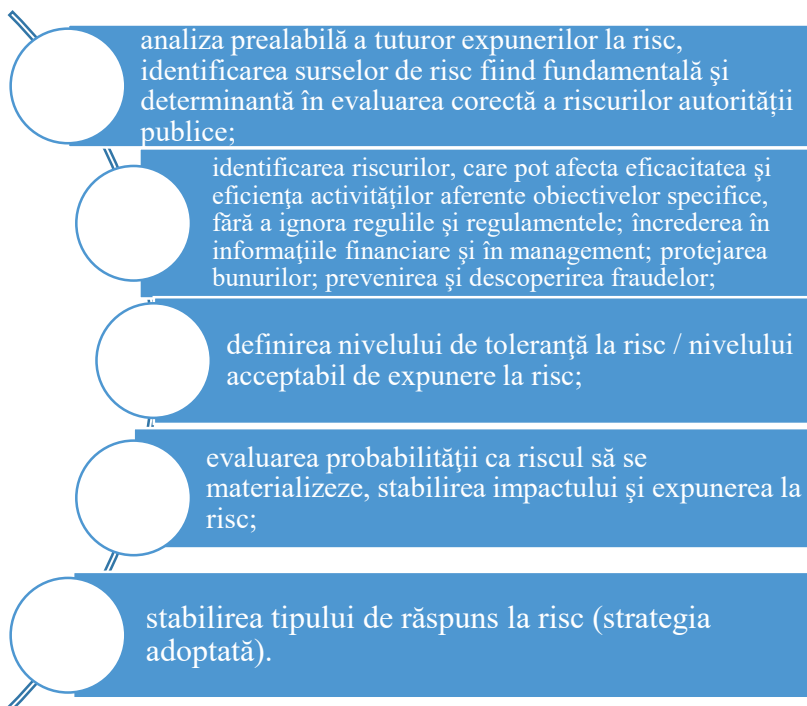 analiza prealabilă a tuturor expunerilor la risc,
identificarea surselor de risc fiind fundamentală şi
determinantă în evaluarea corectă a riscurilor autorității
publice;
identificarea riscurilor, care pot afecta eficacitatea şi
eficienţa activităţilor aferente obiectivelor specifice,
fără a ignora regulile şi regulamentele; încrederea în
informaţiile financiare şi în management; protejarea
bunurilor; prevenirea şi descoperirea fraudelor;
definirea nivelului de toleranţă la risc / nivelului
acceptabil de expunere la risc;
evaluarea probabilităţii ca riscul să se
materializeze, stabilirea impactului şi expunerea la
risc;
stabilirea tipului de răspuns la risc (strategia
adoptată).